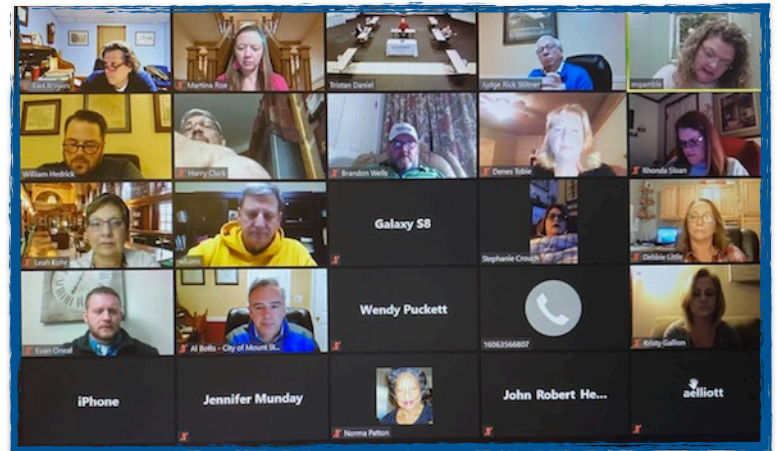 Martina Roe
Tristan Daniel
Judge Rick Stiltner
mgamble
William Hedrick
Harry Clark
Brandon Wells
Denes Tobie
Rhonda Sloan
Leah Kohr
Galaxy S8
Stephanie Crouch
Debbie Little
Evan Oneal
Al Botts - City of Mount St...
Wendy Puckett
16063566807
Kristy Gallion
iPhone
Jennifer Munday
Norma Patton
John Robert He...
aelliott